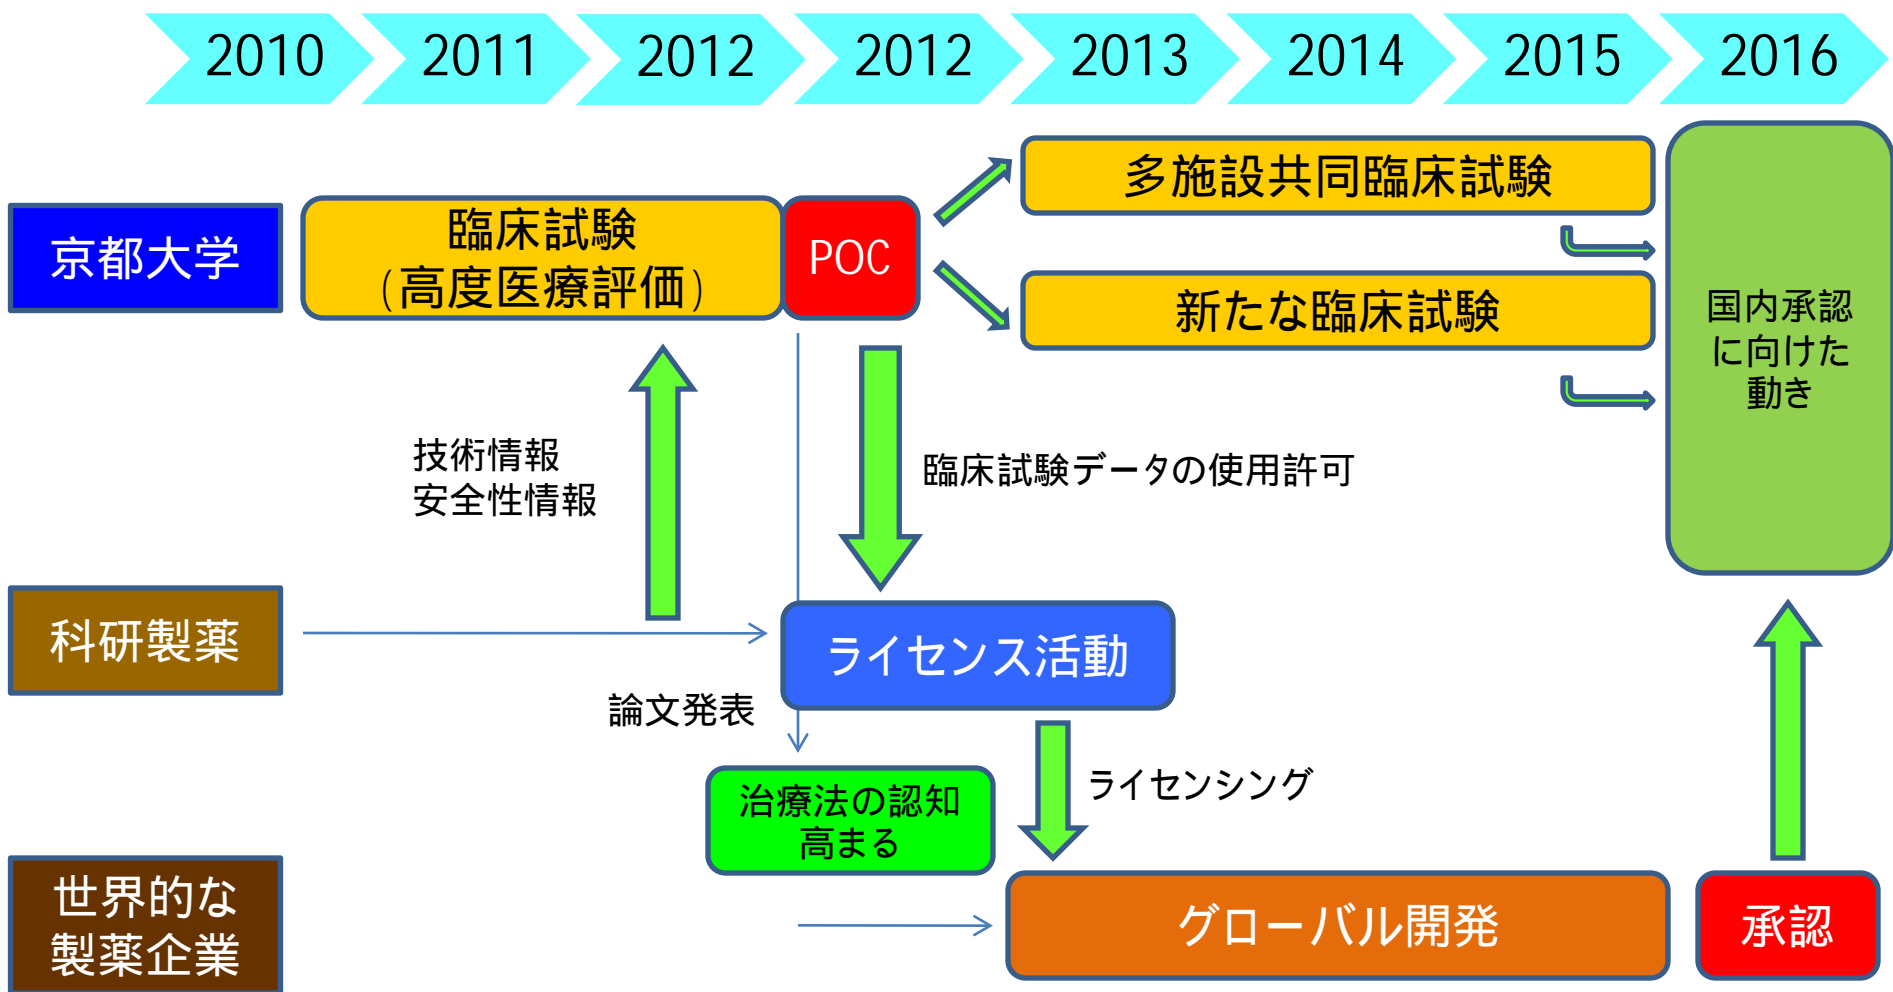 2010
2011
2012
2012
2013
2014
2015
2016
京都大学
臨床試験
(高度医療評価)
POC
多施設共同臨床試験
新たな臨床試験
国内承認
に向けた
動き
技術情報
安全性情報
臨床試験データの使用許可
科研製薬
ライセンス活動
論文発表
ライセンシング
治療法の認知
高まる
世界的な
製薬企業
グローバル開発
承認